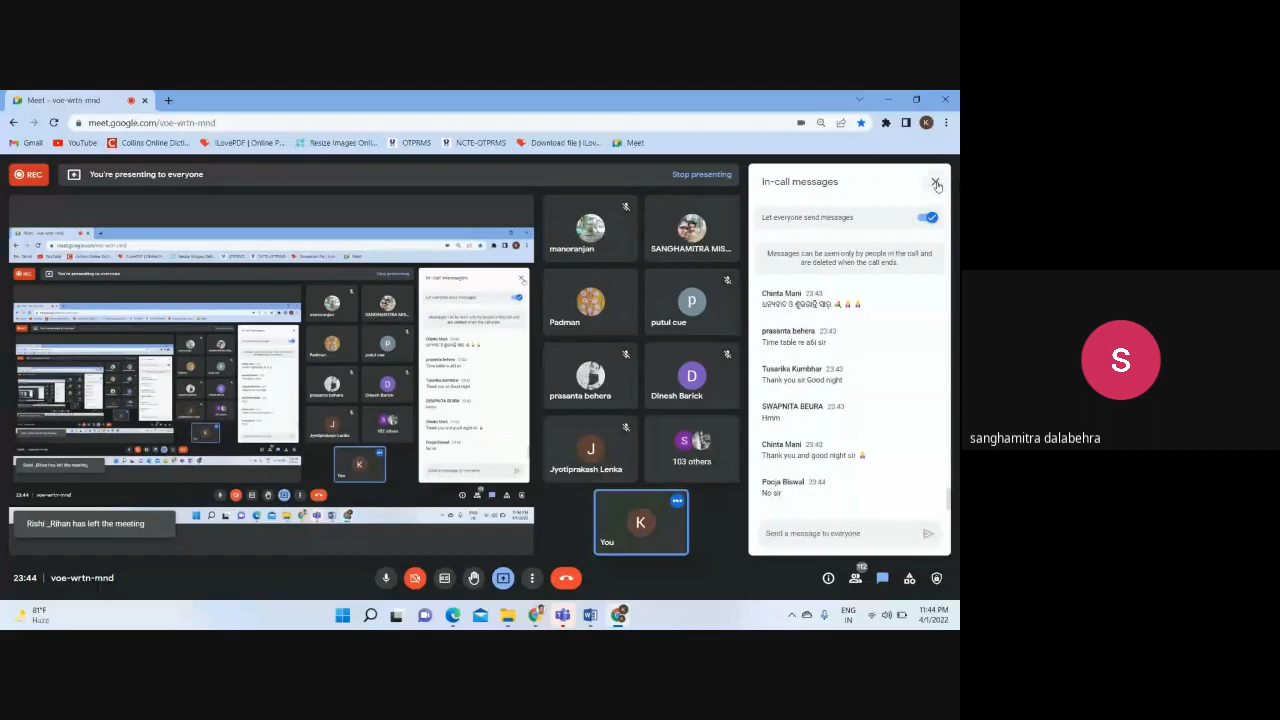 Meet - voe-wrtn-mnd
meet.google.com/voe-wrtn-mnd
Gmail
YouTube
Collins Online Dicti...
iLovePDF | Online P...
Resize Images Onli...
OTPRMS
NCTE-OTPRMS
Download file | iLov...
Meet
REC
You're presenting to everyone
Stop presenting
manoranjan
SANGHAMITRA MIS...
Padman
putul cue
prasanta behera
Dinesh Barick
Jyotiprakash Lenka
103 others
You
Rishi _Rihan has left the meeting
In-call messages
Let everyone send messages
Messages can be seen only by people in the call and
are deleted when the call ends.
Chinta Mani 23:43
ଧନ୍ୟବାଦ ଓ ଶୁଭରାତ୍ରି ସାର୍
prasanta behera 23:43
Time table re a6i sir
Tusarika Kumbhar 23:43
Thank you sir Good night
SWAPNITA BEURA 23:43
Hmm
Chinta Mani 23:43
Thank you and good night sir
Pooja Biswal 23:44
No sir
Send a message to everyone
23:44 | voe-wrtn-mnd
112
81°F
Haze
ENG
IN
11:44 PM
4/1/2022
S
sanghamitra dalabehra